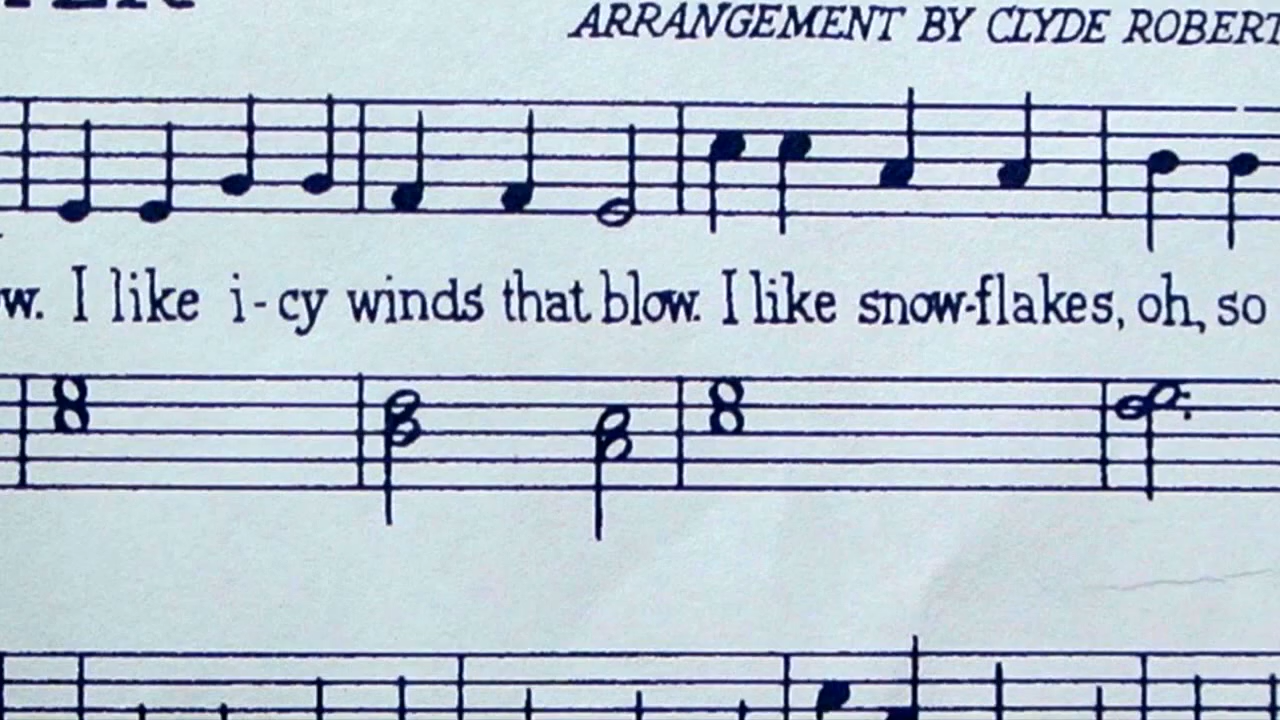 ARRANGEMENT BY CLYDE ROBERT
w. I like i-cy winds that blow. I like snow-flakes, oh, so